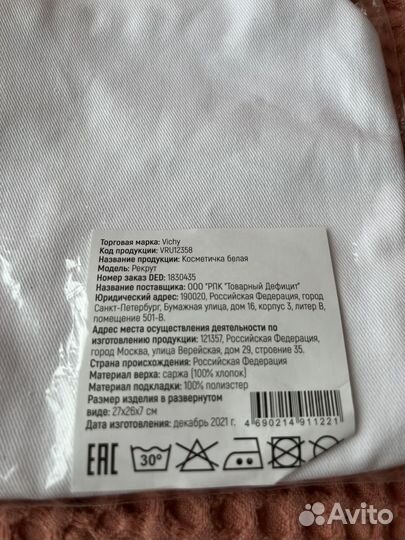 Торговая марка: Vichy
Код продукции: VRU12358
Название продукции: Косметичка белая
Модель: Рекрут
Номер заказ DED: 1830435
Название поставщика: ООО "РПК "Товарный Дефицит"
Юридический адрес: 190020, Российская Федерация, город
Санкт-Петербург, Бумажная улица, дом 16, корпус 3, литер В,
помещение 501-В.
Адрес места осуществления деятельности по
изготовлению продукции: 121357, Российская Федерация,
город Москва, улица Верейская, дом 29, строение 35.
Страна происхождения: Российская Федерация
Материал верха: саржа (100% хлопок)
Материал подкладки: 100% полиэстер
Размер изделия в развернутом
виде: 27x26x7 см
Дата изготовления: декабрь 2021 г.
4 690214 911221
ЕАС 30°
Avito